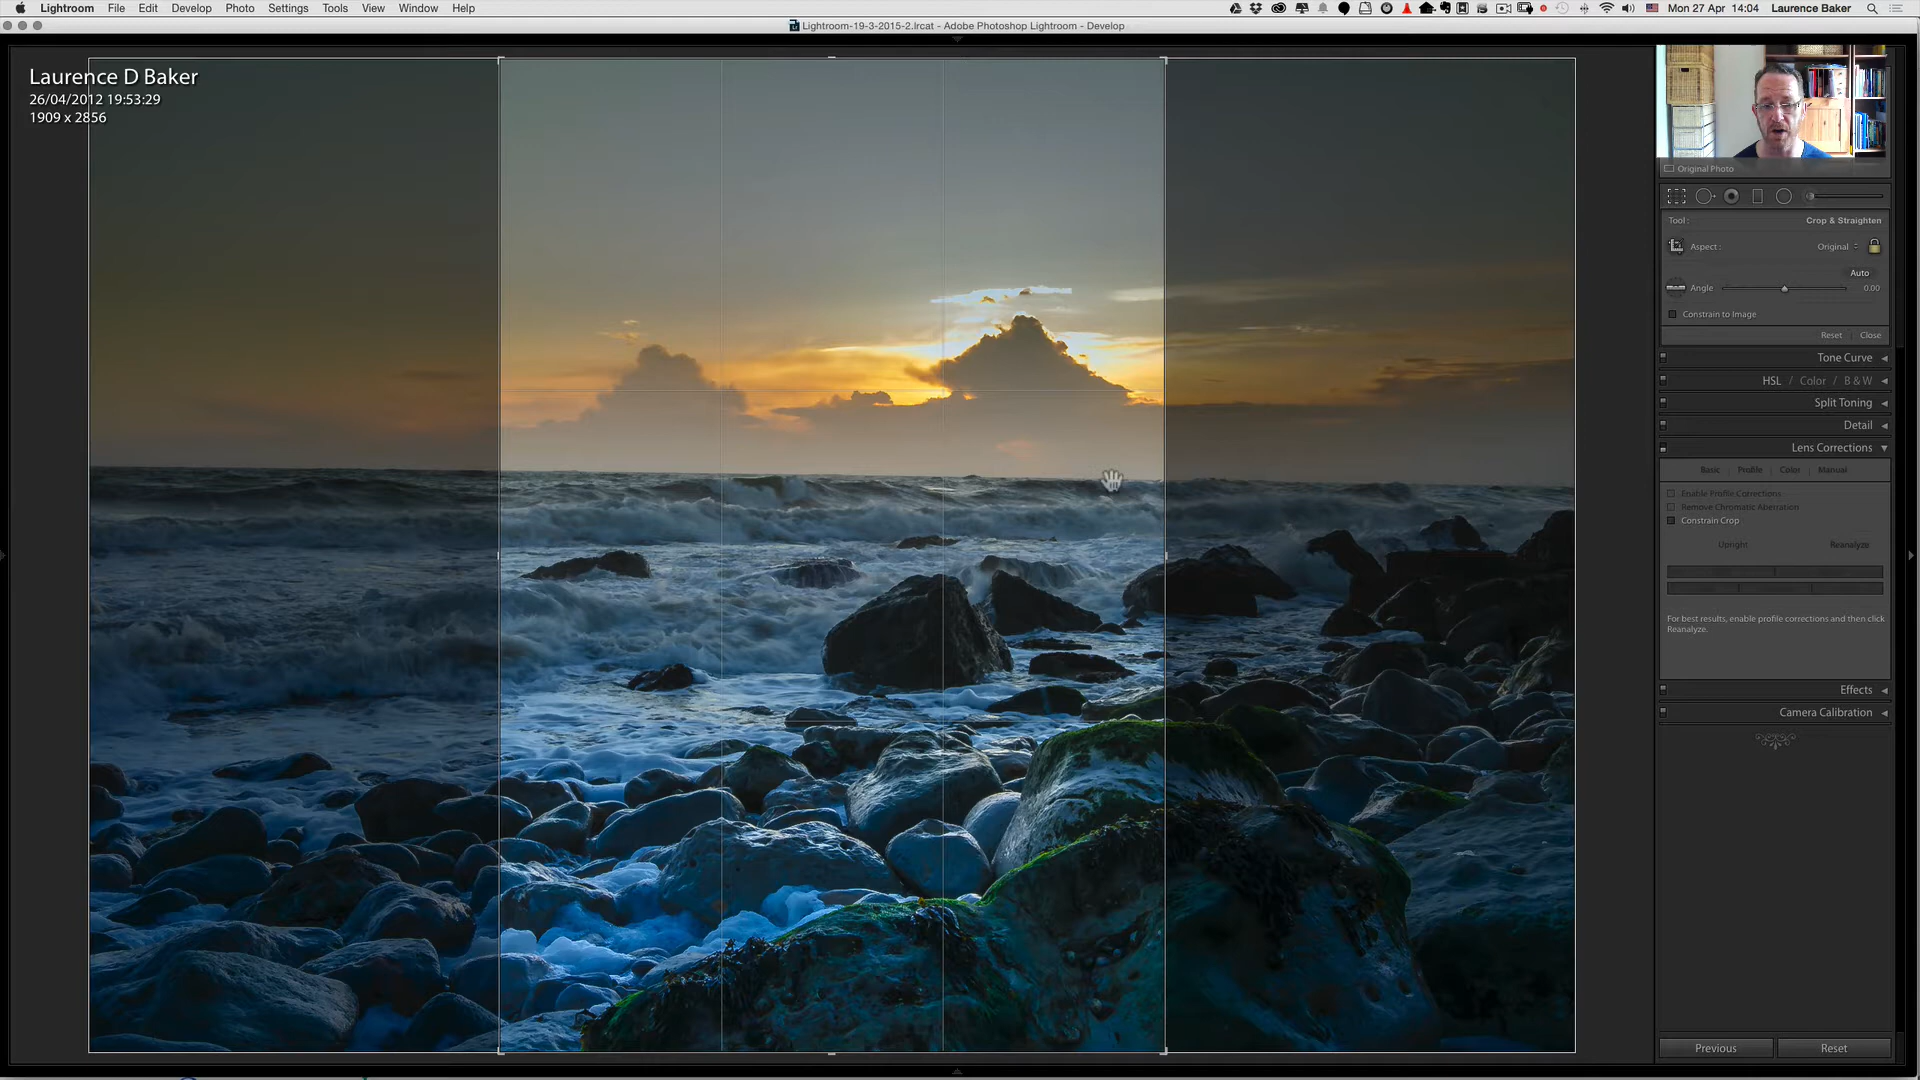 Lightroom File Edit Develop Photo Settings Tools View Window Help
Mon 27 Apr 14:04 Laurence Baker
Lightroom-19-3-2015-2.lrcat - Adobe Photoshop Lightroom - Develop
Laurence D Baker
26/04/2012 19:53:29
1909 x 2856
Original Photo
Tool : Crop & Straighten
Aspect : Original
Auto
Angle 0.00
Constrain to Image
Reset Close
Tone Curve
HSL / Color / B & W
Split Toning
Detail
Lens Corrections
Basic Profile Color Manual
Enable Profile Corrections
Remove Chromatic Aberration
Constrain Crop
Upright Reanalyze
For best results, enable profile corrections and then click
Reanalyze.
Effects
Camera Calibration
Previous Reset